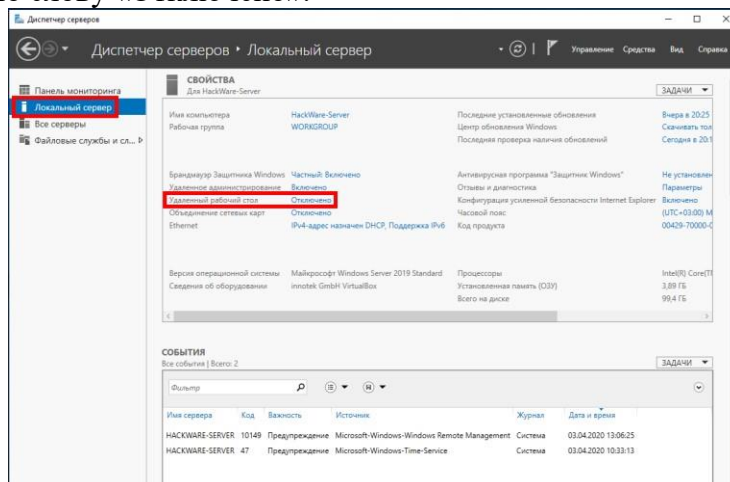 Диспетчер серверов
Диспетчер серверов ‣ Локальный сервер
Управление Средства Вид Справка
Панель мониторинга
Локальный сервер
Все серверы
Файловые службы и сл...
СВОЙСТВА
Для HackWare-Server
ЗАДАЧИ
Имя компьютера HackWare-Server Последние установленные обновления Вчера в 20:25
Рабочая группа WORKGROUP Центр обновления Windows Скачивать тол
Последняя проверка наличия обновлений Сегодня в 20:1
Брандмауэр Защитника Windows Частный: Включено Антивирусная программа "Защитник Windows" Не установлен
Удаленное администрирование Включено Отзывы и диагностика Параметры
Удаленный рабочий стол Отключено Конфигурация усиленной безопасности Internet Explorer Включено
Объединение сетевых карт Отключено Часовой пояс (UTC+03:00) М
Ethernet IPv4-адрес назначен DHCP, Поддержка IPv6 Код продукта 00429-70000-0
Версия операционной системы Майкрософт Windows Server 2019 Standard Процессоры Intel(R) Core(TI
Сведения об оборудовании innotek GmbH VirtualBox Установленная память (ОЗУ) 3,89 ГБ
Всего на диске 99,4 ГБ
СОБЫТИЯ
Все события | Всего: 2
ЗАДАЧИ
Фильтр
Имя сервера Код Важность Источник Журнал Дата и время
HACKWARE-SERVER 10149 Предупреждение Microsoft-Windows-Windows Remote Management Система 03.04.2020 13:06:25
HACKWARE-SERVER 47 Предупреждение Microsoft-Windows-Time-Service Система 03.04.2020 10:33:13